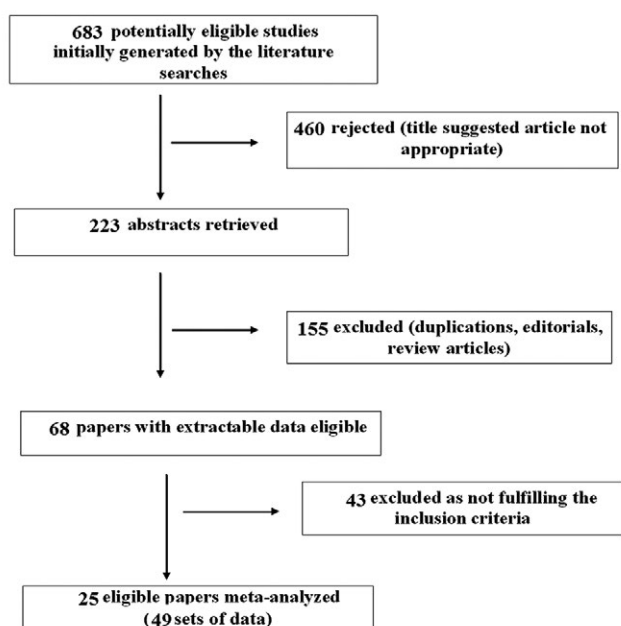 683 potentially eligible studies
initially generated by the literature
searches
460 rejected (title suggested article not
appropriate)
223 abstracts retrieved
155 excluded (duplications, editorials,
review articles)
68 papers with extractable data eligible
43 excluded as not fulfilling the
inclusion criteria
25 eligible papers meta-analyzed
(49 sets of data)